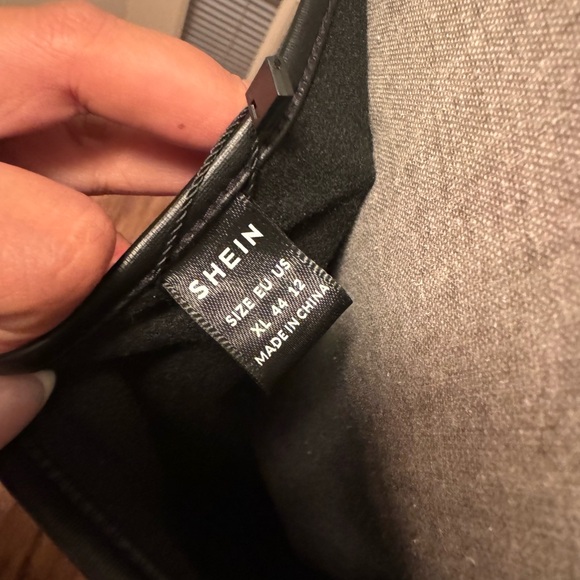 SHEIN
SIZE EU US
XL 44 12
MADE IN CHINA